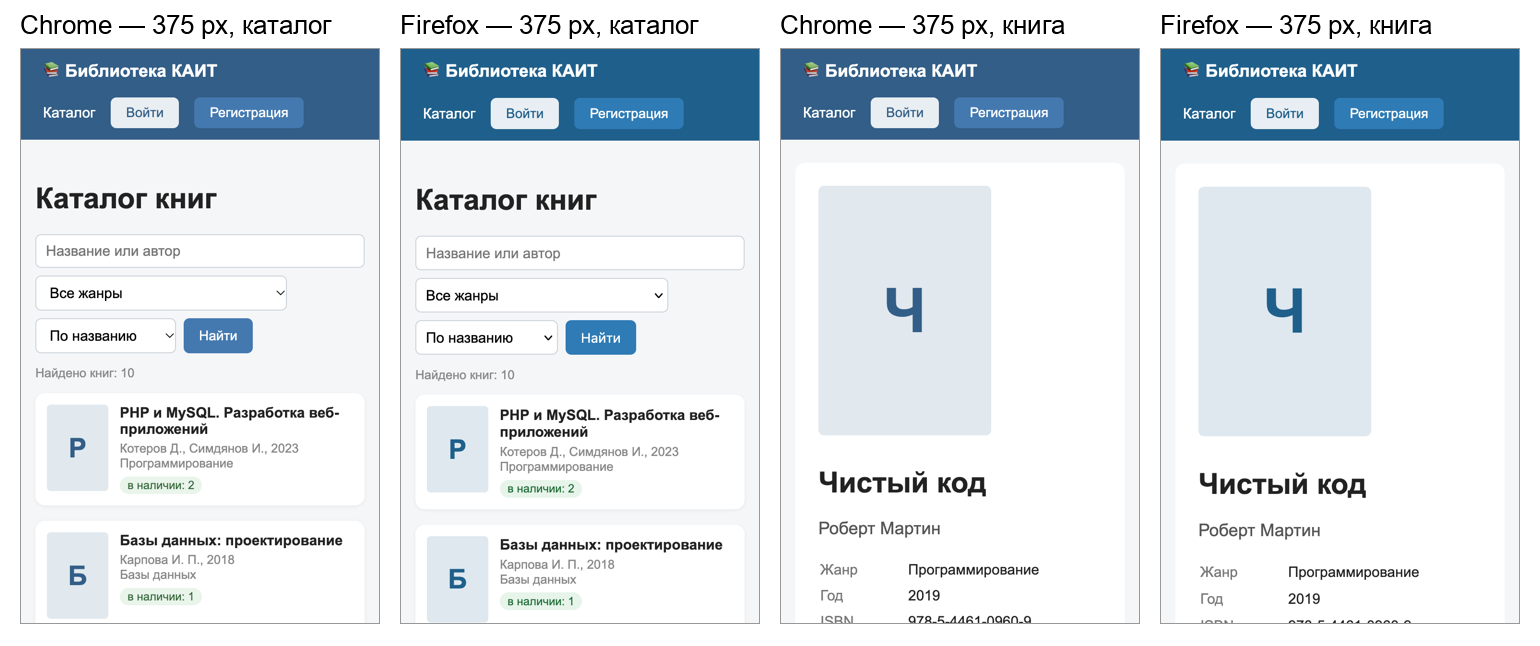 Chrome — 375 px, каталог
📚 Библиотека КАИТ
Каталог Войти Регистрация
Каталог книг
Название или автор
Все жанры
По названию Найти
Найдено книг: 10
Р
PHP и MySQL. Разработка веб-
приложений
Котеров Д., Симдянов И., 2023
Программирование
в наличии: 2
Б
Базы данных: проектирование
Карпова И. П., 2018
Базы данных
в наличии: 1
Firefox — 375 px, каталог
📚 Библиотека КАИТ
Каталог Войти Регистрация
Каталог книг
Название или автор
Все жанры
По названию Найти
Найдено книг: 10
Р
PHP и MySQL. Разработка веб-
приложений
Котеров Д., Симдянов И., 2023
Программирование
в наличии: 2
Б
Базы данных: проектирование
Карпова И. П., 2018
Базы данных
в наличии: 1
Chrome — 375 px, книга
📚 Библиотека КАИТ
Каталог Войти Регистрация
Ч
Чистый код
Роберт Мартин
Жанр Программирование
Год 2019
ISBN 978-5-4461-0960-9
Firefox — 375 px, книга
📚 Библиотека КАИТ
Каталог Войти Регистрация
Ч
Чистый код
Роберт Мартин
Жанр Программирование
Год 2019